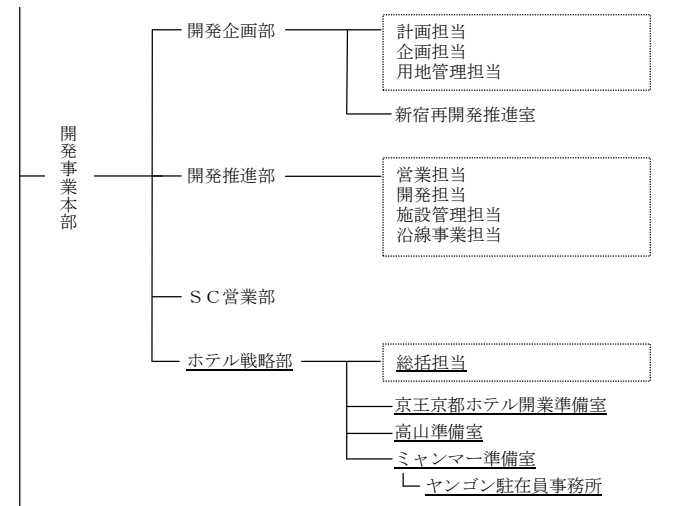 開発事業本部
開発企画部
計画担当
企画担当
用地管理担当
新宿再開発推進室
開発推進部
営業担当
開発担当
施設管理担当
沿線事業担当
ＳＣ営業部
ホテル戦略部
総括担当
京王京都ホテル開業準備室
高山準備室
ミャンマー準備室
ヤンゴン駐在員事務所